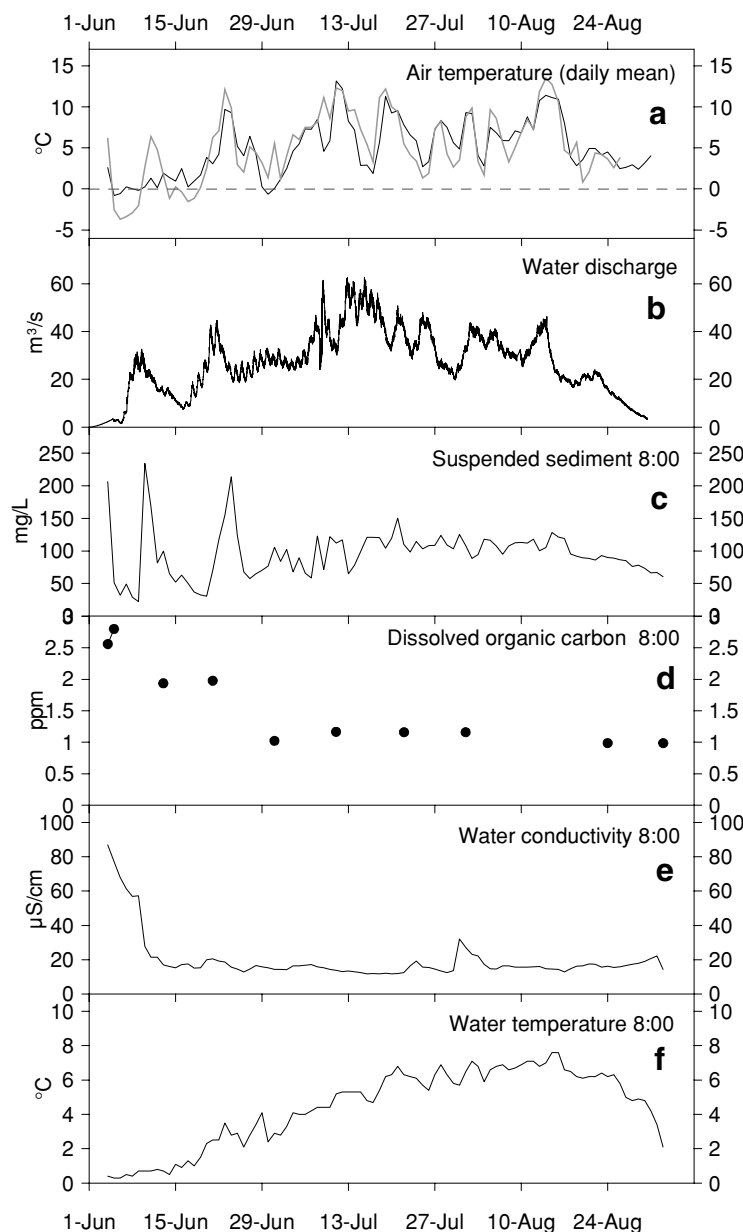 1-Jun 15-Jun 29-Jun 13-Jul 27-Jul 10-Aug 24-Aug
Air temperature (daily mean)
a
°C
15 15
10 10
5 5
0 0
-5 -5
Water discharge
b
m³/s
60 60
40 40
20 20
0 0
Suspended sediment 8:00
c
mg/L
250 250
200 200
150 150
100 100
50 50
0 0
Dissolved organic carbon 8:00
d
ppm
3 3
2.5 2.5
2 2
1.5 1.5
1 1
0.5 0.5
0 0
Water conductivity 8:00
e
µS/cm
100 100
80 80
60 60
40 40
20 20
0 0
Water temperature 8:00
f
°C
10 10
8 8
6 6
4 4
2 2
0 0
1-Jun 15-Jun 29-Jun 13-Jul 27-Jul 10-Aug 24-Aug